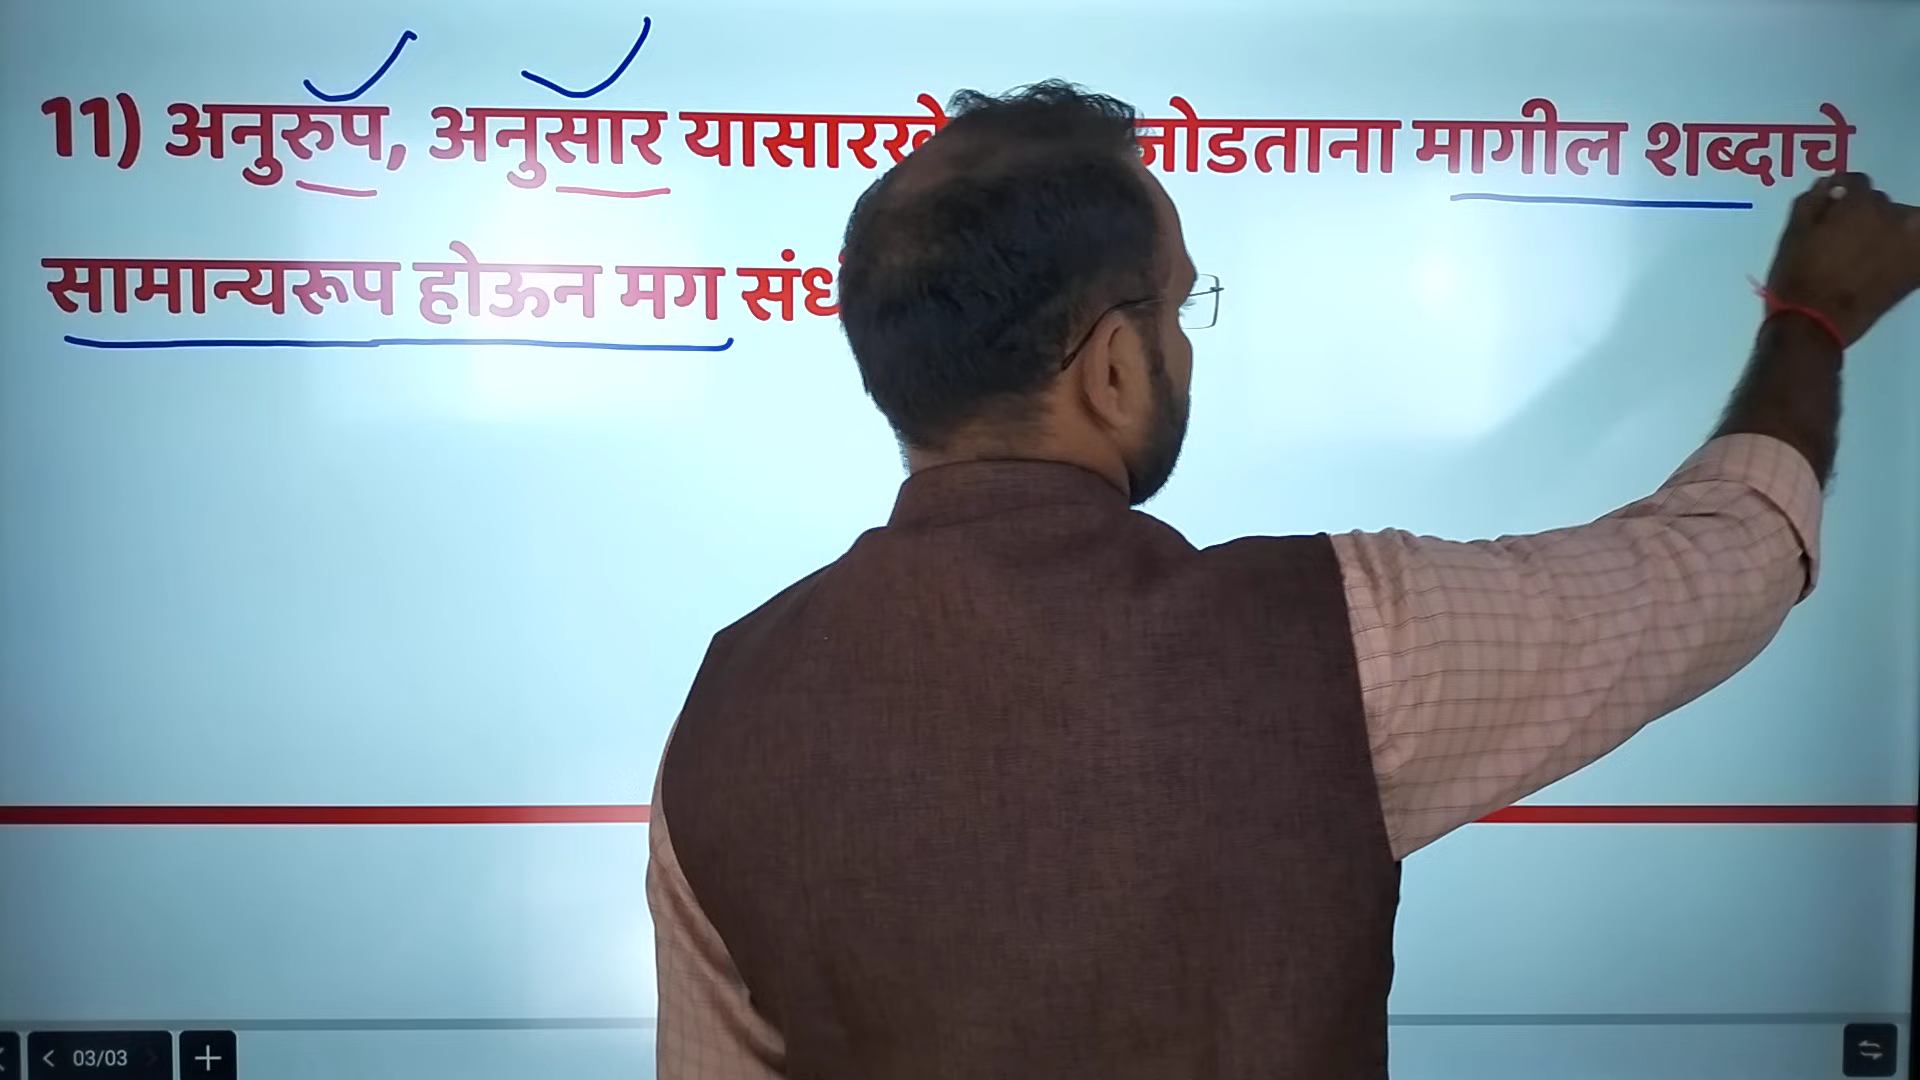 11) अनुरुप, अनुसार यासारखे जोडताना मागील शब्दाचे
सामान्यरूप होऊन मग
03/03